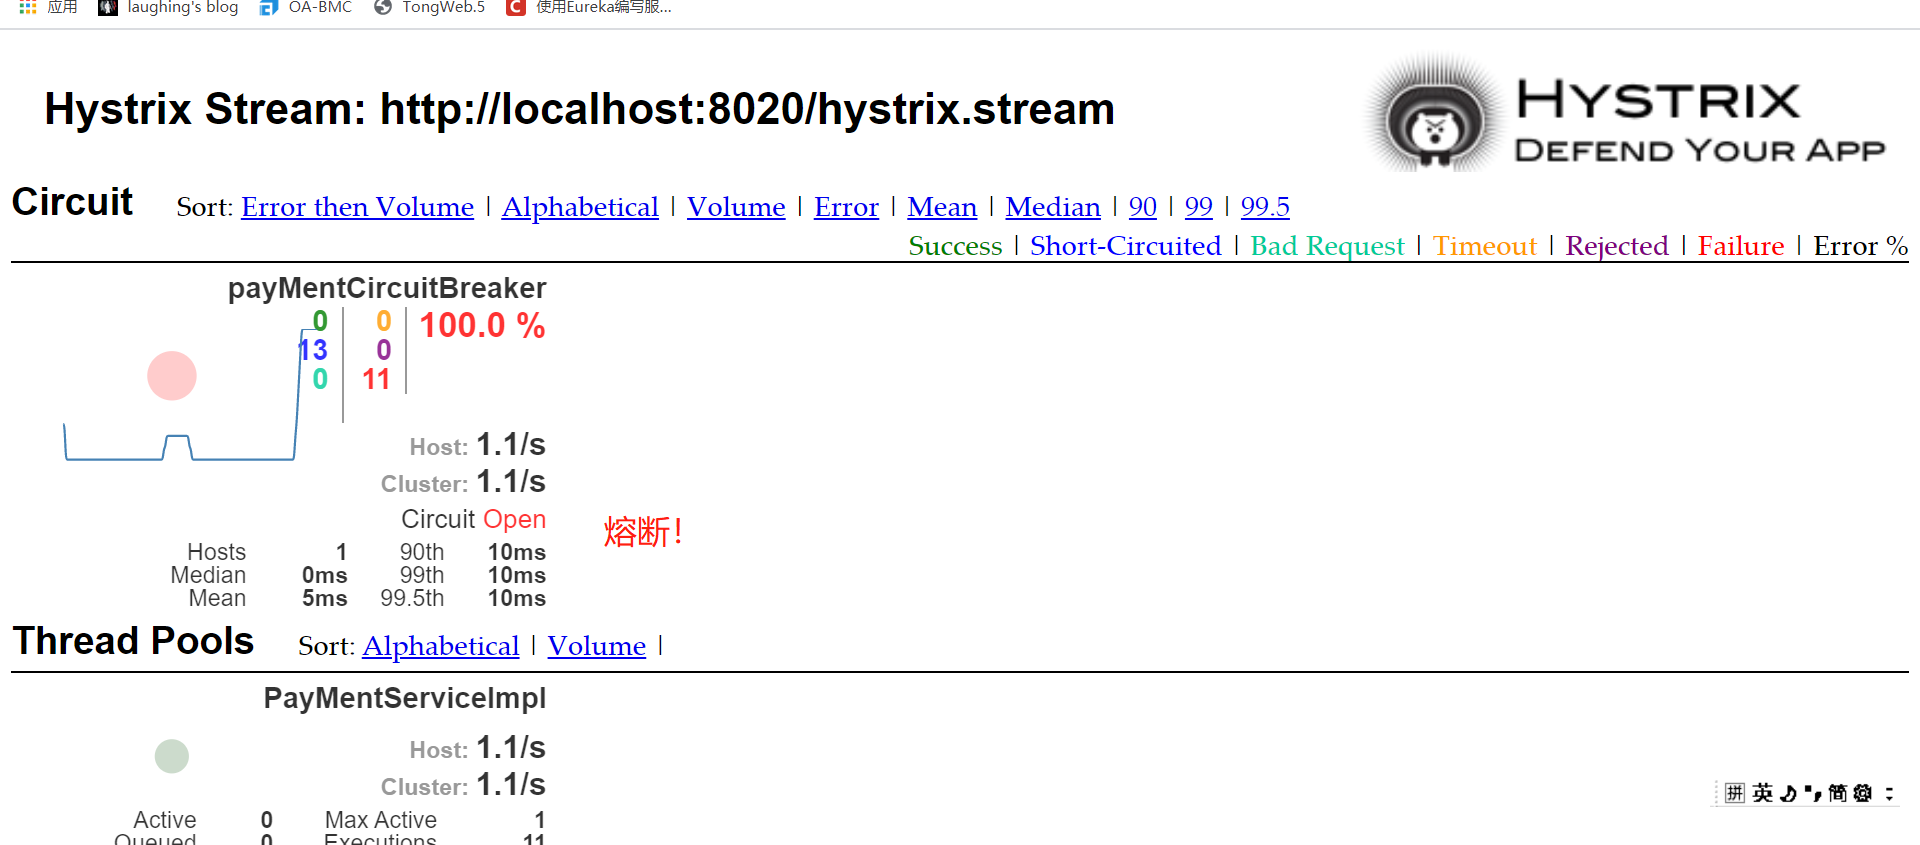 应用 laughing's blog OA-BMC TongWeb.5 使用Eureka编写服...
Hystrix Stream: http://localhost:8020/hystrix.stream
HYSTRIX
DEFEND YOUR APP
Circuit Sort: Error then Volume | Alphabetical | Volume | Error | Mean | Median | 90 | 99 | 99.5
Success | Short-Circuited | Bad Request | Timeout | Rejected | Failure | Error %
payMentCircuitBreaker
0 0 100.0 %
13 0
0 11
Host: 1.1/s
Cluster: 1.1/s
Circuit Open
熔断!
Hosts 1 90th 10ms
Median 0ms 99th 10ms
Mean 5ms 99.5th 10ms
Thread Pools Sort: Alphabetical | Volume |
PayMentServiceImpl
Host: 1.1/s
Cluster: 1.1/s
拼 英 简
Active 0 Max Active 1
Queued 0 Executions 11